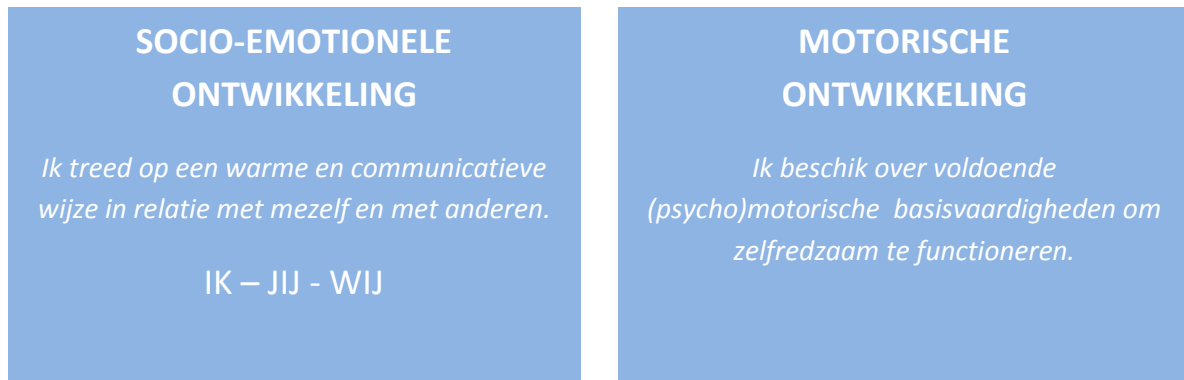 SOCIO-EMOTIONELE
ONTWIKKELING
Ik treed op een warme en communicatieve
wijze in relatie met mezelf en met anderen.
IK – JIJ - WIJ
MOTORISCHE
ONTWIKKELING
Ik beschik over voldoende
(psycho)motorische basisvaardigheden om
zelfredzaam te functioneren.